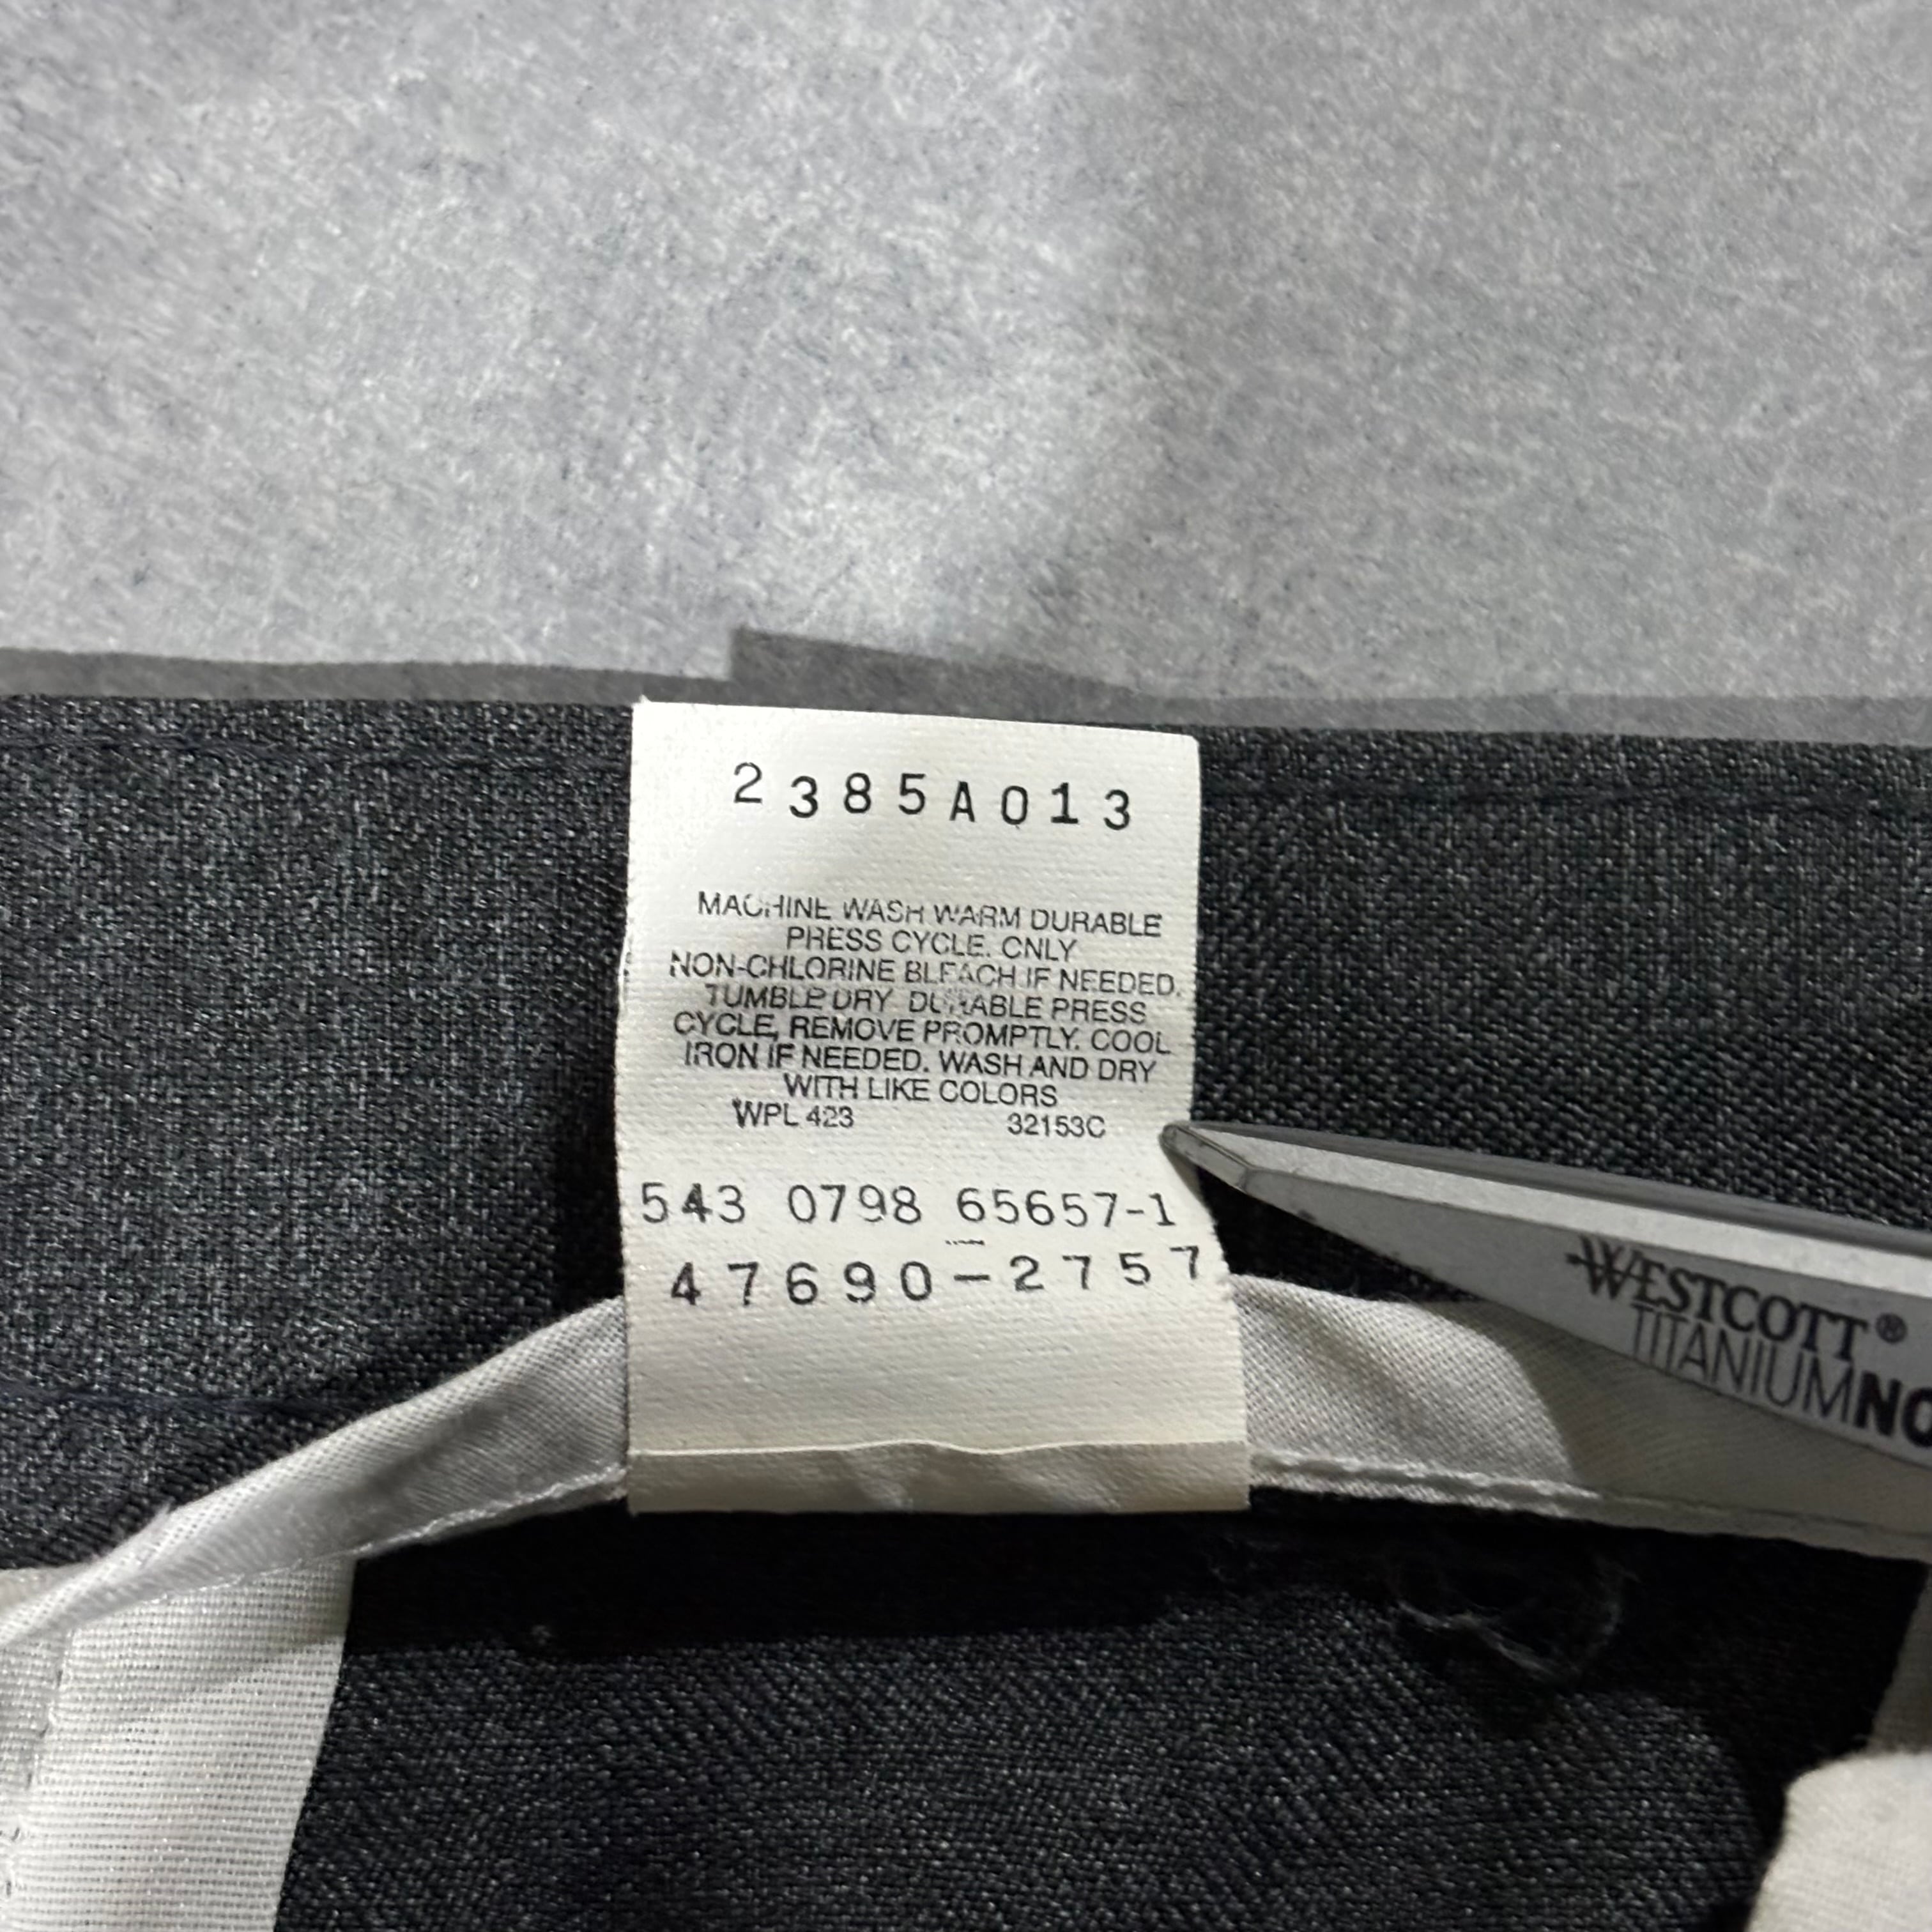 2385A013
MACHINE WASH WARM DURABLE
PRESS CYCLE. ONLY
NON-CHLORINE BLEACH IF NEEDED.
TUMBLE DRY DURABLE PRESS
CYCLE, REMOVE PROMPTLY. COOL
IRON IF NEEDED. WASH AND DRY
WITH LIKE COLORS
WPL 423 32153C
543 0798 65657-1
47690-2757
WESTCOTT®
TITANIUM NO